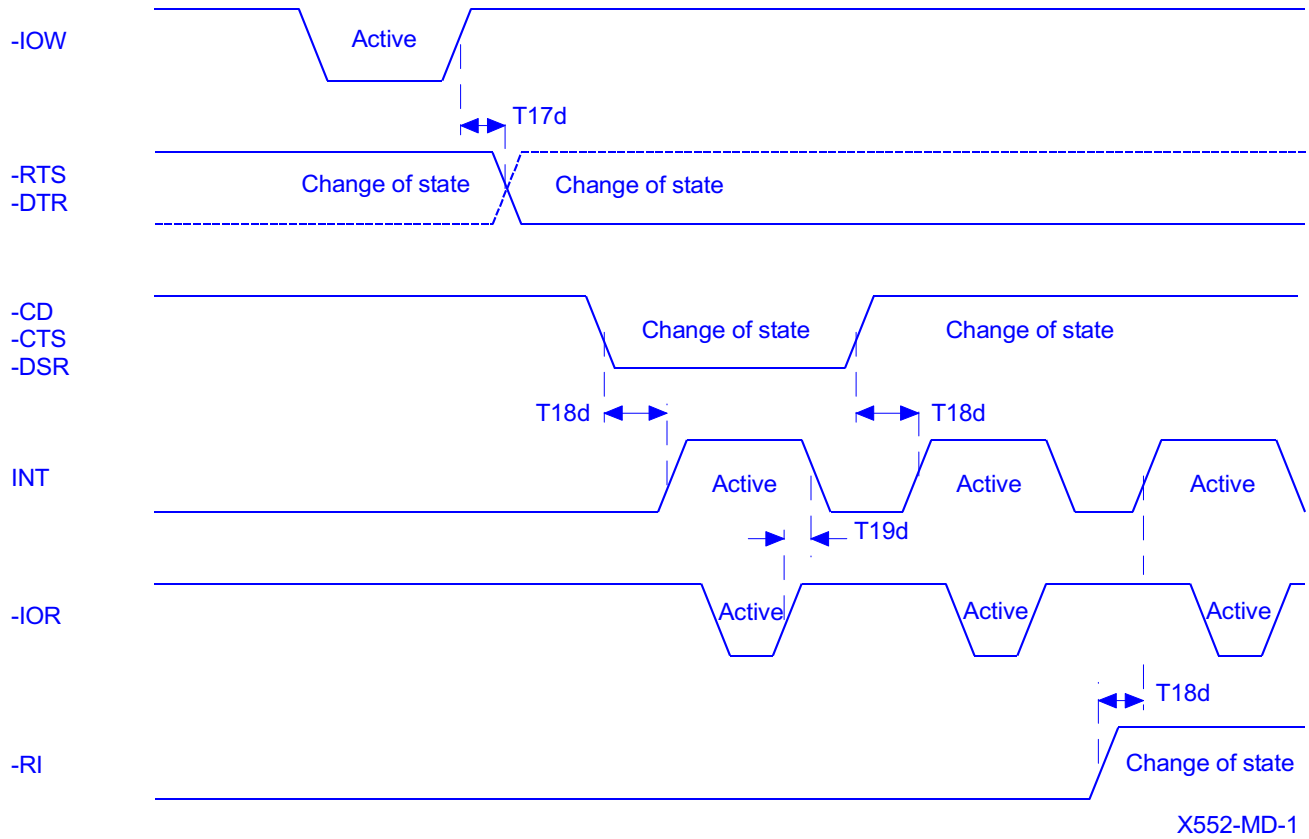 -IOW
Active
T17d
-RTS
-DTR
Change of state
Change of state
-CD
-CTS
-DSR
Change of state
Change of state
T18d
T18d
INT
Active
Active
Active
T19d
-IOR
Active
Active
Active
T18d
-RI
Change of state
X552-MD-1